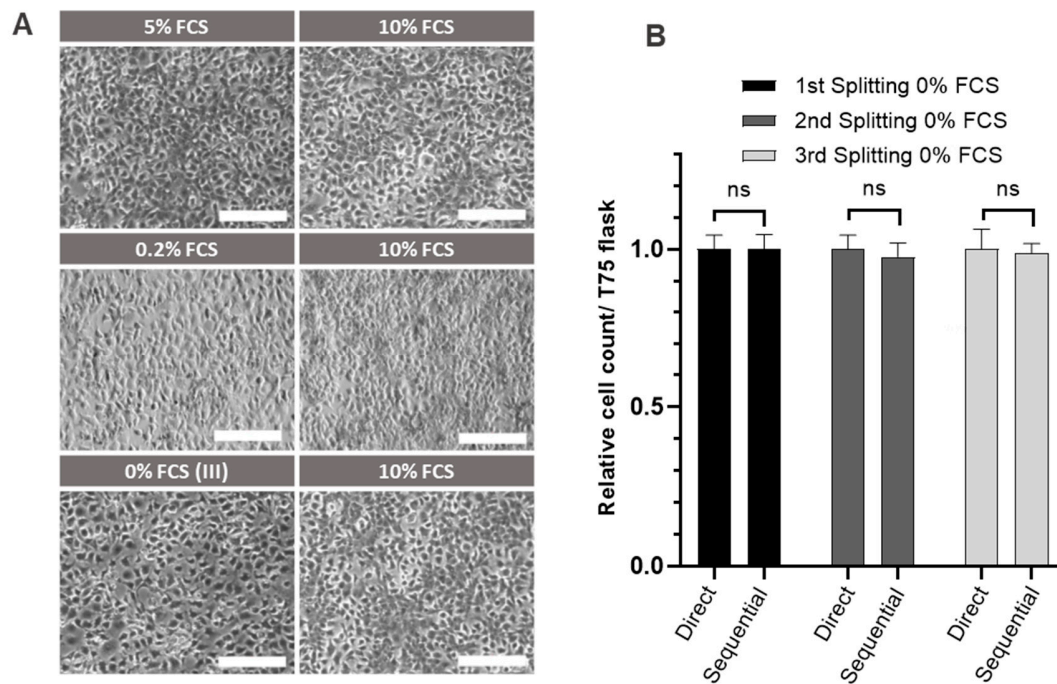 A
5% FCS
10% FCS
0.2% FCS
10% FCS
0% FCS (III)
10% FCS
B
1st Splitting 0% FCS
2nd Splitting 0% FCS
3rd Splitting 0% FCS
Relative cell count/ T75 flask
1.0
0.5
0.0
ns
ns
ns
Direct
Sequential
Direct
Sequential
Direct
Sequential